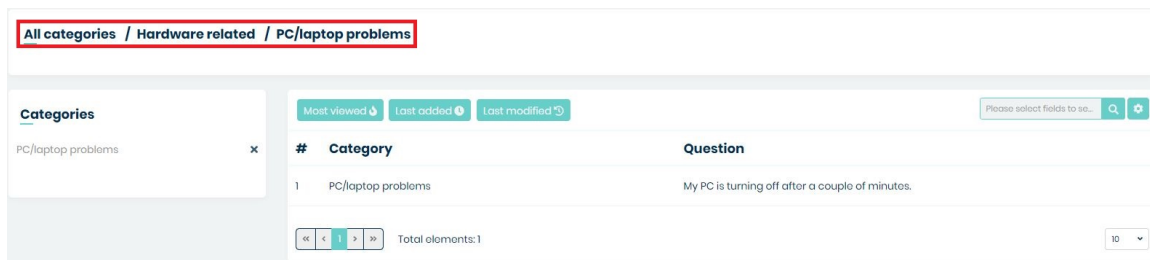 All categories / Hardware related / PC/laptop problems
Categories
PC/laptop problems ×
Most viewed Last added Last modified
Please select fields to se...
# Category Question
1 PC/laptop problems My PC is turning off after a couple of minutes.
« < 1 > » Total elements: 1
10